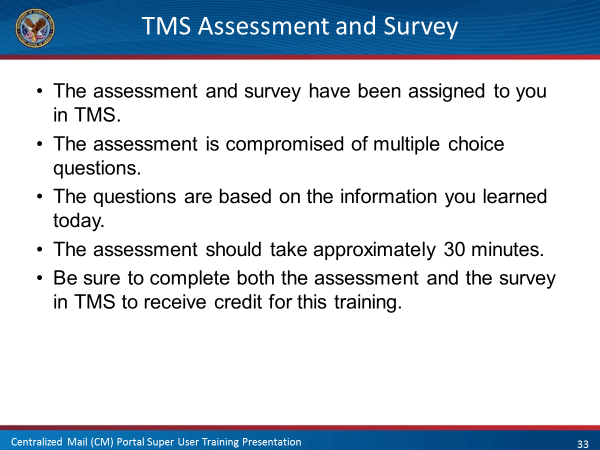 TMS Assessment and Survey
• The assessment and survey have been assigned to you
in TMS.
• The assessment is compromised of multiple choice
questions.
• The questions are based on the information you learned
today.
• The assessment should take approximately 30 minutes.
• Be sure to complete both the assessment and the survey
in TMS to receive credit for this training.
Centralized Mail (CM) Portal Super User Training Presentation
33